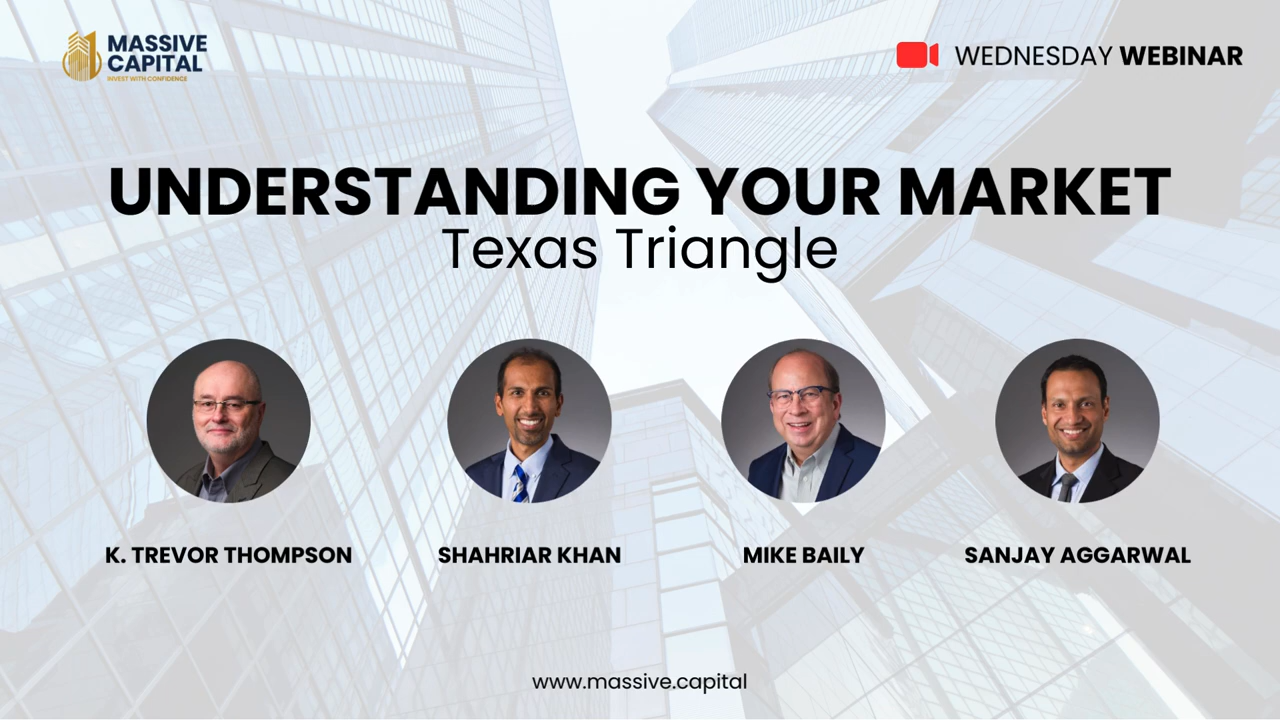 MASSIVE
CAPITAL
INVEST WITH CONFIDENCE
WEDNESDAY WEBINAR
UNDERSTANDING YOUR MARKET
Texas Triangle
K. TREVOR THOMPSON
SHAHRIAR KHAN
MIKE BAILY
SANJAY AGGARWAL
www.massive.capital